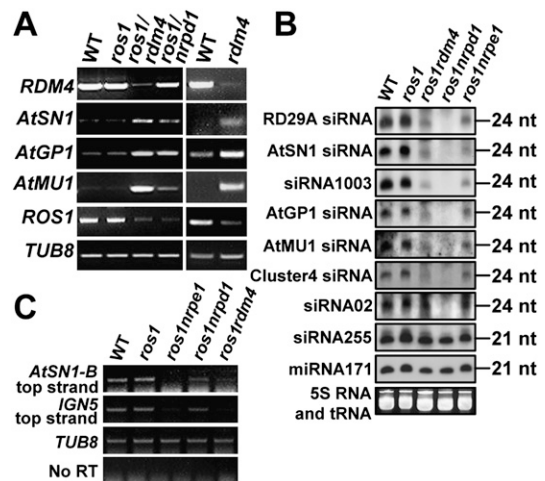 A
WT
ros1
ros1/rdm4
ros1/nrpd1
WT
rdm4
RDM4
AtSN1
AtGP1
AtMU1
ROS1
TUB8
B
WT
ros1
ros1rdm4
ros1nrpd1
ros1nrpe1
RD29A siRNA 24 nt
AtSN1 siRNA 24 nt
siRNA1003 24 nt
AtGP1 siRNA 24 nt
AtMU1 siRNA 24 nt
Cluster4 siRNA 24 nt
siRNA02 24 nt
siRNA255 21 nt
miRNA171 21 nt
5S RNA
and tRNA
C
WT
ros1
ros1nrpe1
ros1nrpd1
ros1rdm4
AtSN1-B
top strand
IGN5
top strand
TUB8
No RT